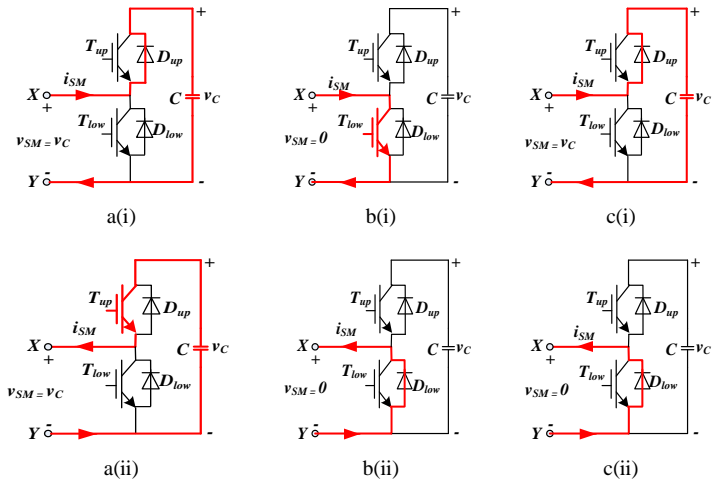 +
T_up
D_up
i_SM
X
+
C
v_C
T_low
D_low
v_SM = v_C
Y
-
-
a(i)
+
T_up
D_up
i_SM
X
+
C
v_C
T_low
D_low
v_SM = 0
Y
-
-
b(i)
+
T_up
D_up
i_SM
X
+
C
v_C
T_low
D_low
v_SM = v_C
Y
-
-
c(i)
+
T_up
D_up
i_SM
X
+
C
v_C
T_low
D_low
v_SM = v_C
Y
-
-
a(ii)
+
T_up
D_up
i_SM
X
+
C
v_C
T_low
D_low
v_SM = 0
Y
-
-
b(ii)
+
T_up
D_up
i_SM
X
+
C
v_C
T_low
D_low
v_SM = 0
Y
-
-
c(ii)